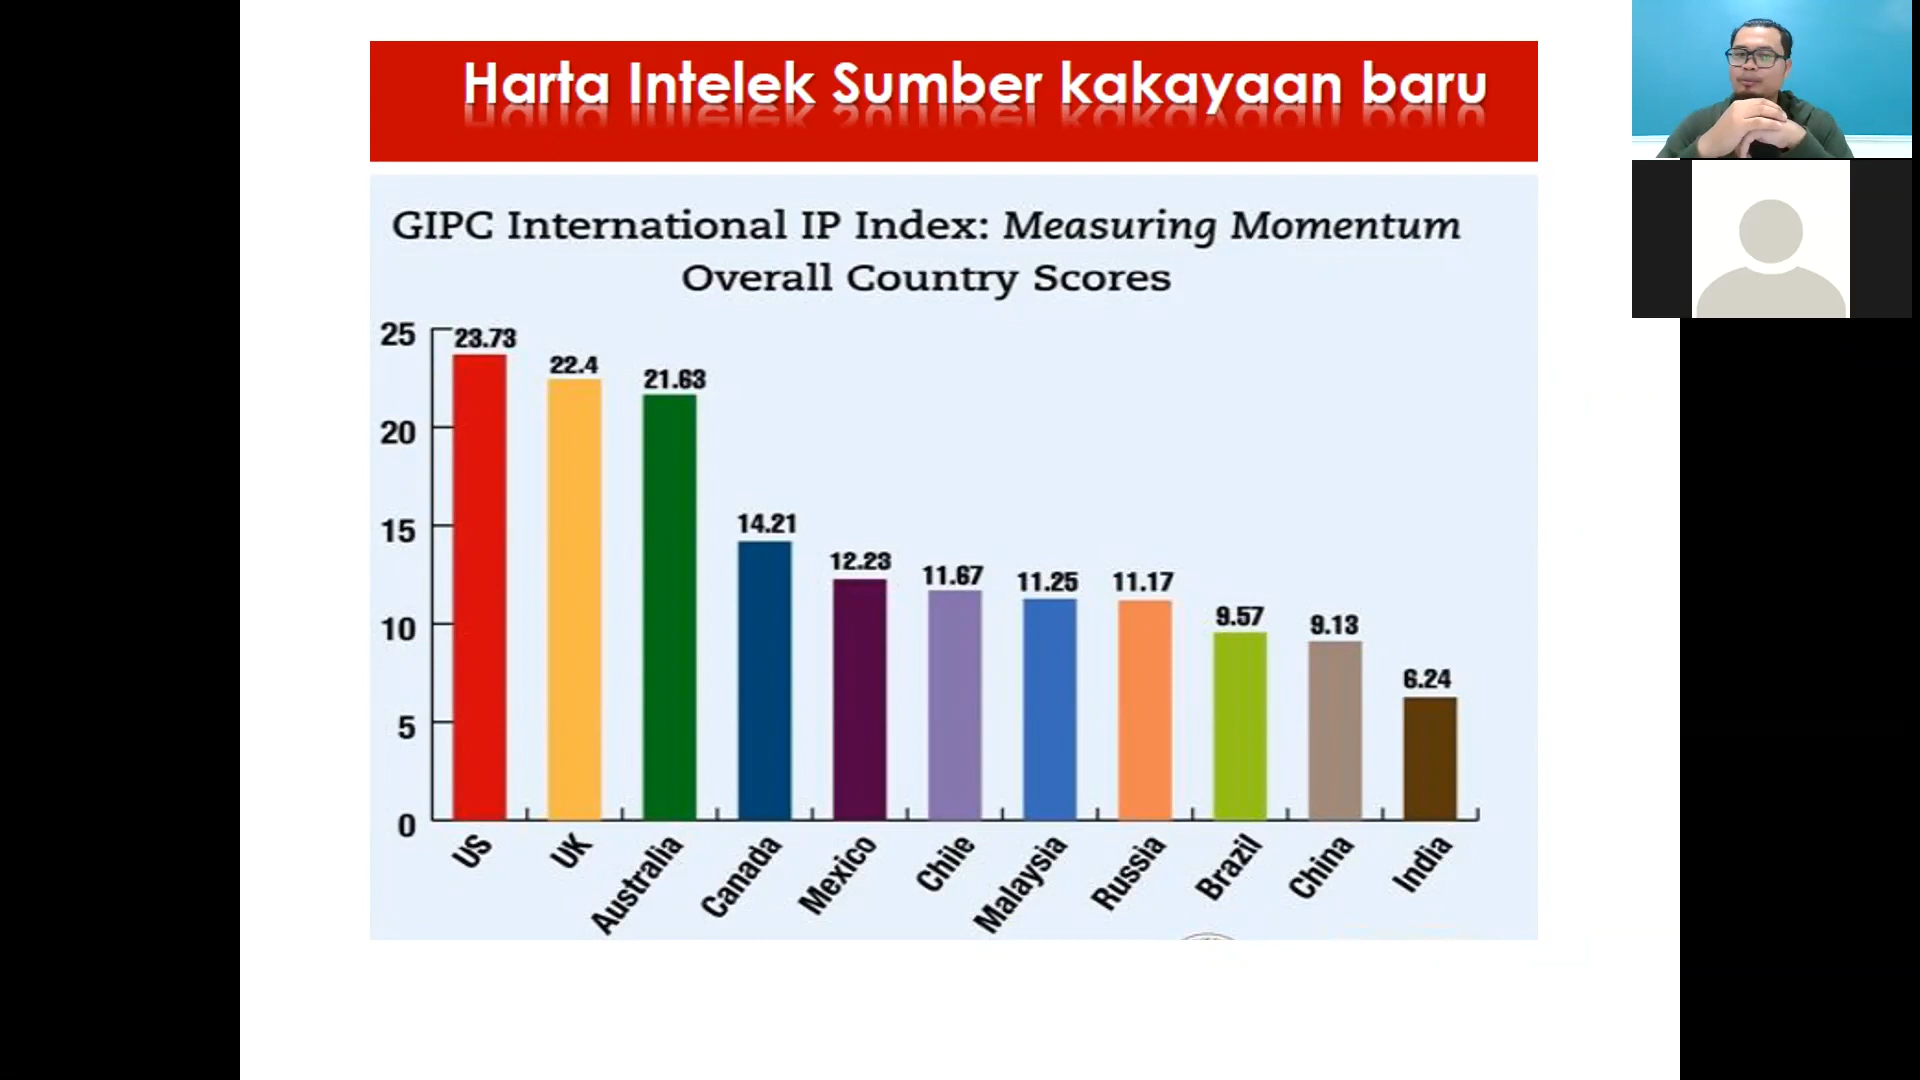 Harta Intelek Sumber kakayaan baru
GIPC International IP Index: Measuring Momentum
Overall Country Scores
25
20
15
10
5
0
23.73
22.4
21.63
14.21
12.23
11.67
11.25
11.17
9.57
9.13
6.24
US
UK
Australia
Canada
Mexico
Chile
Malaysia
Russia
Brazil
China
India